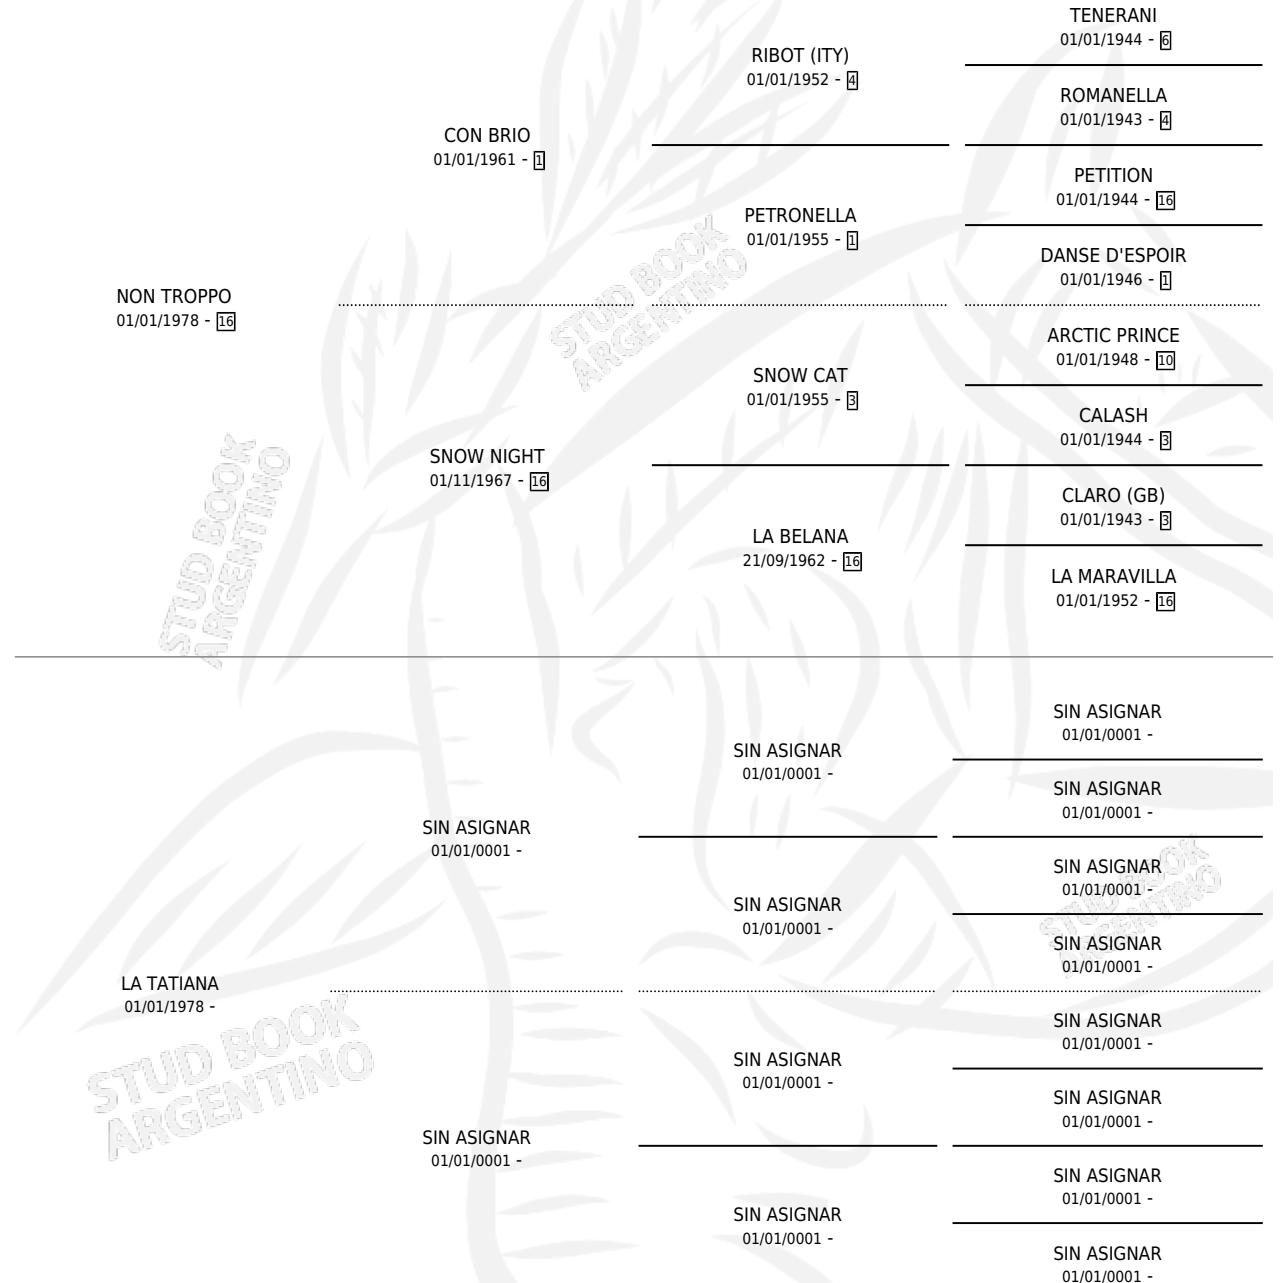 TENERANI
01/01/1944 - 6
RIBOT (ITY)
01/01/1952 - 4
ROMANELLA
01/01/1943 - 4
CON BRIO
01/01/1961 - 1
PETITION
01/01/1944 - 16
PETRONELLA
01/01/1955 - 1
DANSE D'ESPOIR
01/01/1946 - 1
NON TROPPO
01/01/1978 - 16
STUD BOOK
ARGENTINO
ARCTIC PRINCE
01/01/1948 - 10
SNOW CAT
01/01/1955 - 3
CALASH
01/01/1944 - 3
SNOW NIGHT
01/11/1967 - 16
CLARO (GB)
01/01/1943 - 3
LA BELANA
21/09/1962 - 16
LA MARAVILLA
01/01/1952 - 16
STUD BOOK
ARGENTINO
SIN ASIGNAR
01/01/0001 -
SIN ASIGNAR
01/01/0001 -
SIN ASIGNAR
01/01/0001 -
SIN ASIGNAR
01/01/0001 -
SIN ASIGNAR
01/01/0001 -
SIN ASIGNAR
01/01/0001 -
SIN ASIGNAR
01/01/0001 -
STUD BOOK
ARGENTINO
LA TATIANA
01/01/1978 -
SIN ASIGNAR
01/01/0001 -
SIN ASIGNAR
01/01/0001 -
SIN ASIGNAR
01/01/0001 -
SIN ASIGNAR
01/01/0001 -
SIN ASIGNAR
01/01/0001 -
SIN ASIGNAR
01/01/0001 -
SIN ASIGNAR
01/01/0001 -
STUD BOOK
ARGENTINO